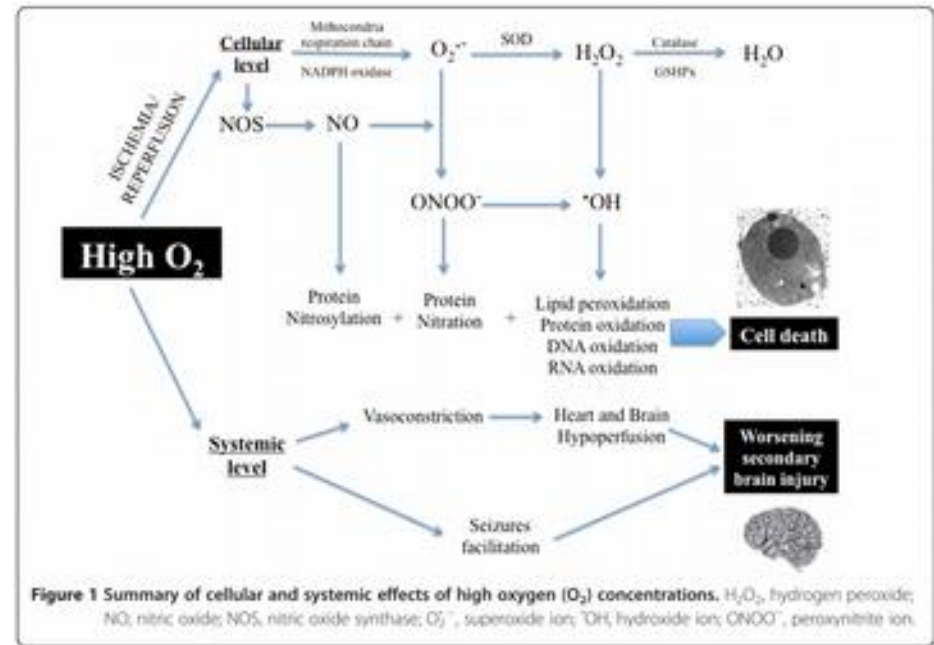 Cellular
level
Mithocondria
respiration chain
NADPH oxidase
O₂•⁻
SOD
H₂O₂
Catalase
GSHPx
H₂O
ISCHEMIA/
REPERFUSION
NOS
NO
ONOO⁻
•OH
High O₂
Protein
Nitrosylation
+
Protein
Nitration
+
Lipid peroxidation
Protein oxidation
DNA oxidation
RNA oxidation
Cell death
Systemic
level
Vasoconstriction
Heart and Brain
Hypoperfusion
Seizures
facilitation
Worsening
secondary
brain injury
Figure 1 Summary of cellular and systemic effects of high oxygen (O₂) concentrations. H₂O₂, hydrogen peroxide;
NO, nitric oxide; NOS, nitric oxide synthase; O₂•⁻, superoxide ion; •OH, hydroxide ion; ONOO⁻, peroxynitrite ion.